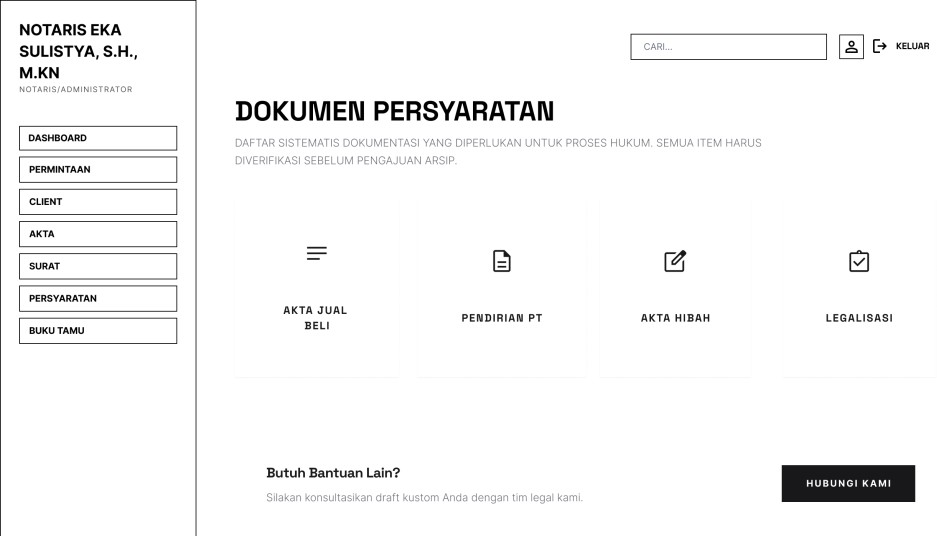 NOTARIS EKA
SULISTYA, S.H.,
M.KN
NOTARIS/ADMINISTRATOR
DASHBOARD
PERMINTAAN
CLIENT
AKTA
SURAT
PERSYARATAN
BUKU TAMU
CARI...
KELUAR
DOKUMEN PERSYARATAN
DAFTAR SISTEMATIS DOKUMENTASI YANG DIPERLUKAN UNTUK PROSES HUKUM. SEMUA ITEM HARUS
DIVERIFIKASI SEBELUM PENGAJUAN ARSIP.
AKTA JUAL
BELI
PENDIRIAN PT
AKTA HIBAH
LEGALISASI
Butuh Bantuan Lain?
Silakan konsultasikan draft kustom Anda dengan tim legal kami.
HUBUNGI KAMI